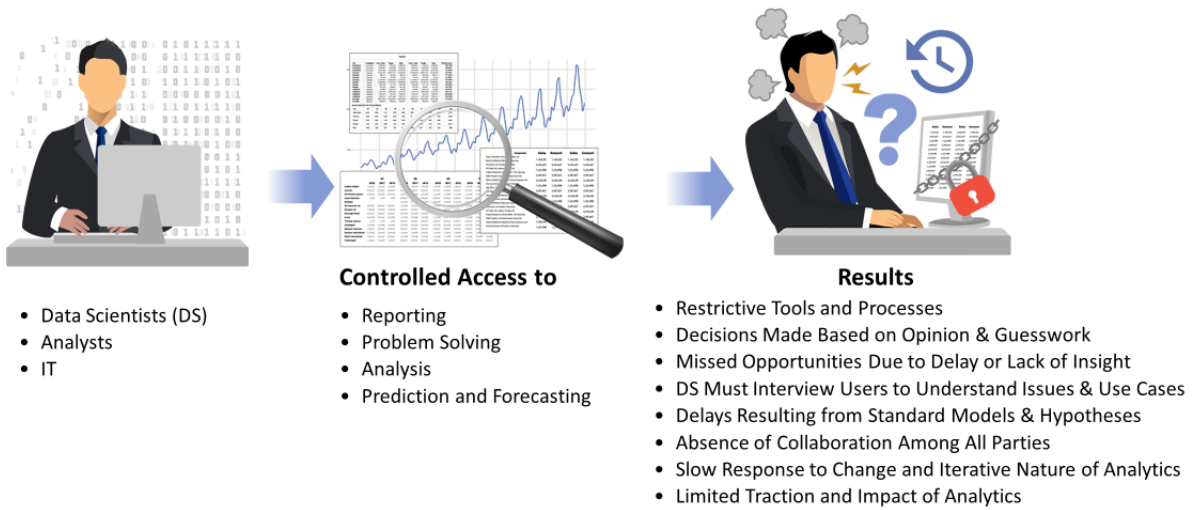 • Data Scientists (DS)
• Analysts
• IT
Controlled Access to
• Reporting
• Problem Solving
• Analysis
• Prediction and Forecasting
Results
• Restrictive Tools and Processes
• Decisions Made Based on Opinion & Guesswork
• Missed Opportunities Due to Delay or Lack of Insight
• DS Must Interview Users to Understand Issues & Use Cases
• Delays Resulting from Standard Models & Hypotheses
• Absence of Collaboration Among All Parties
• Slow Response to Change and Iterative Nature of Analytics
• Limited Traction and Impact of Analytics